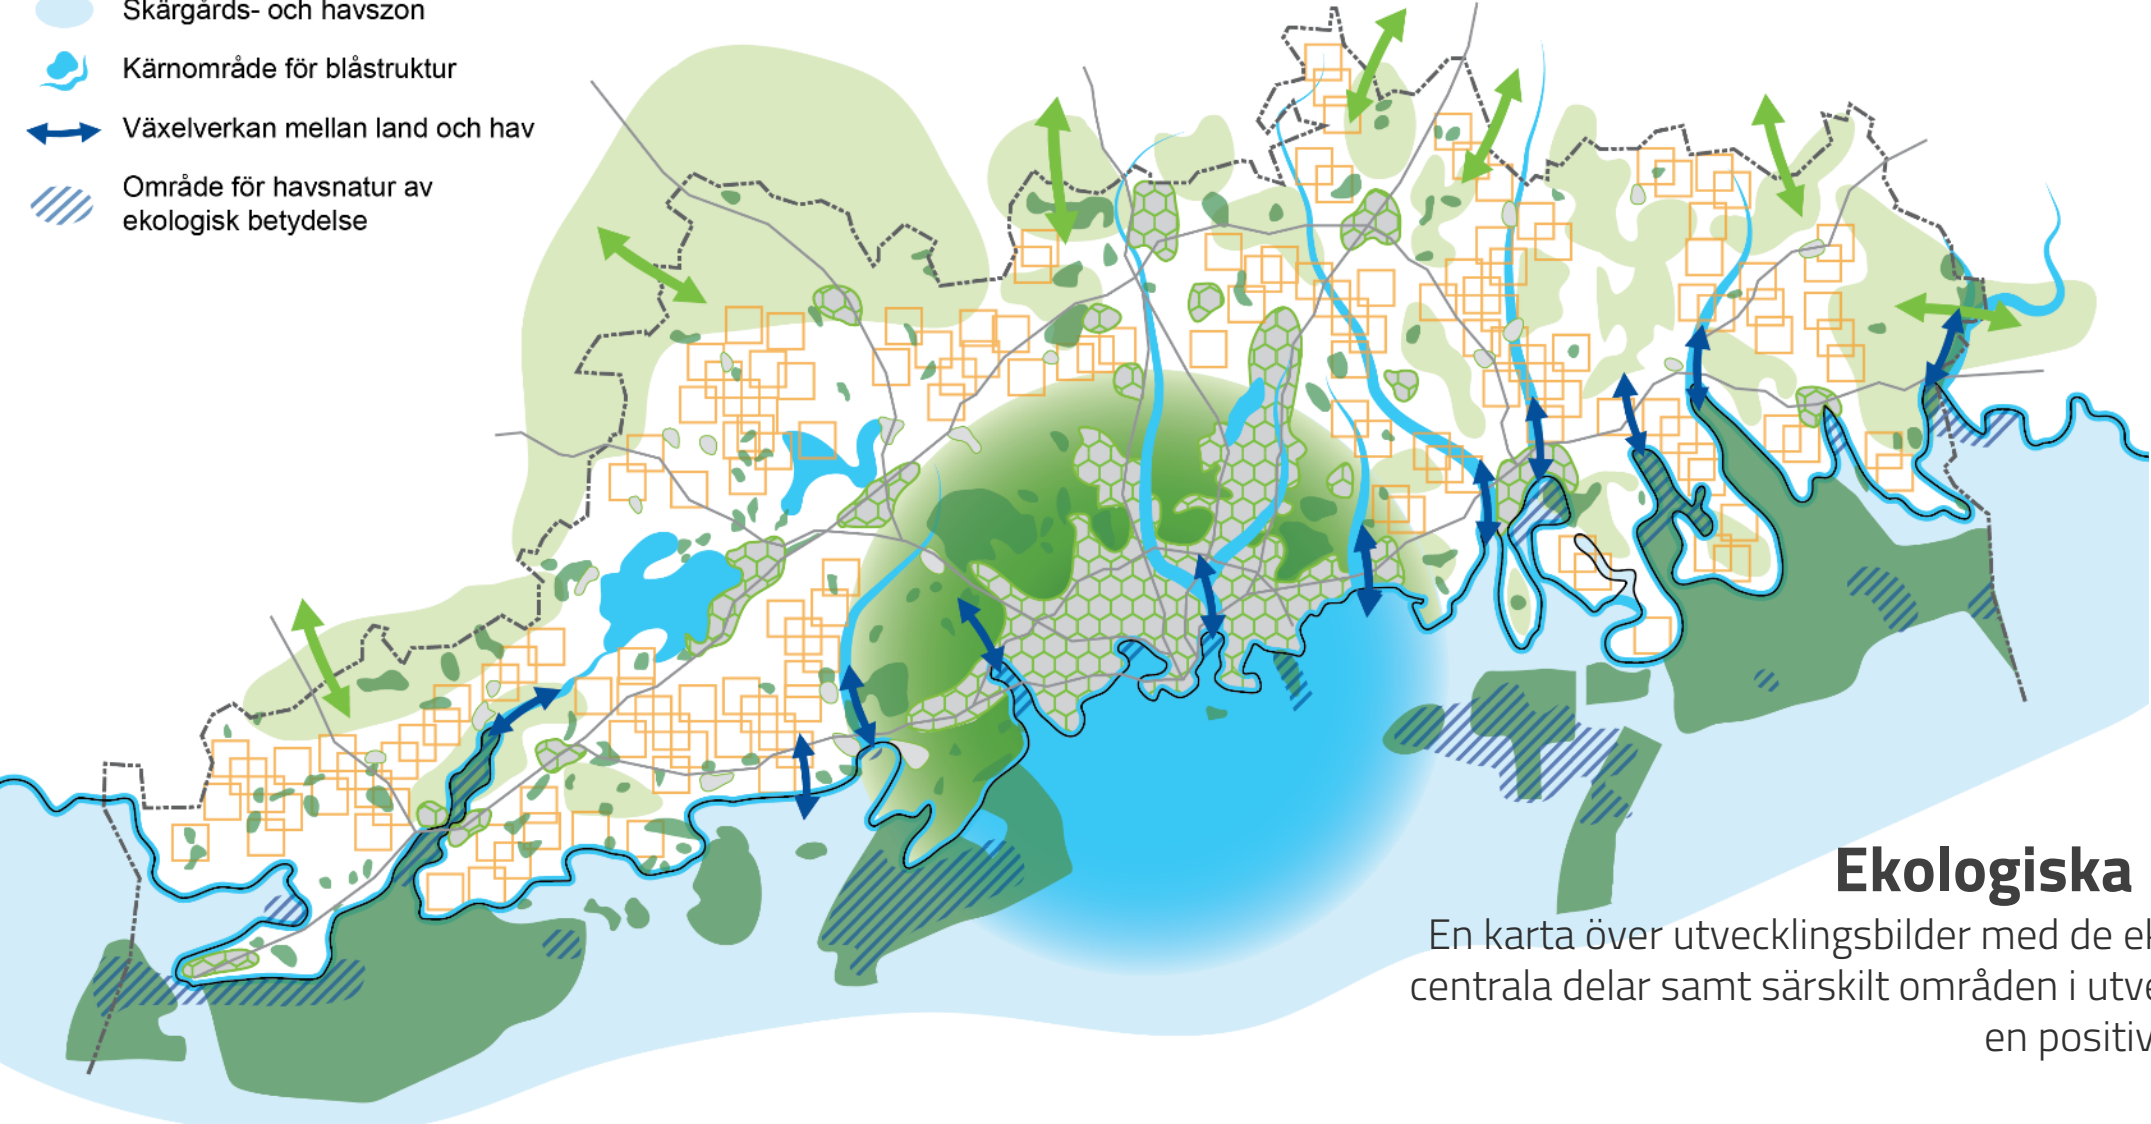 Skärgårds- och havszon
Kärnområde för blåstruktur
Växelverkan mellan land och hav
Område för havsnatur av
ekologisk betydelse
Ekologiska
En karta över utvecklingsbilder med de
centrala delar samt särskilt områden i
en